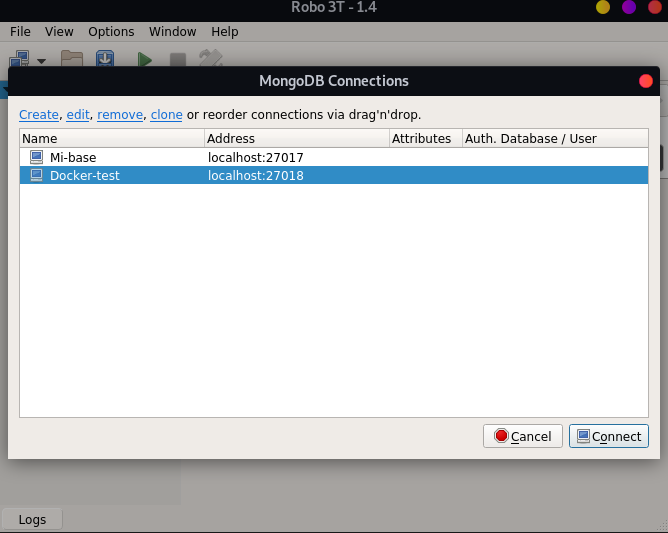 Robo 3T - 1.4
File View Options Window Help
MongoDB Connections
Create, edit, remove, clone or reorder connections via drag'n'drop.
Name Address Attributes Auth. Database / User
Mi-base localhost:27017
Docker-test localhost:27018
Cancel Connect
Logs